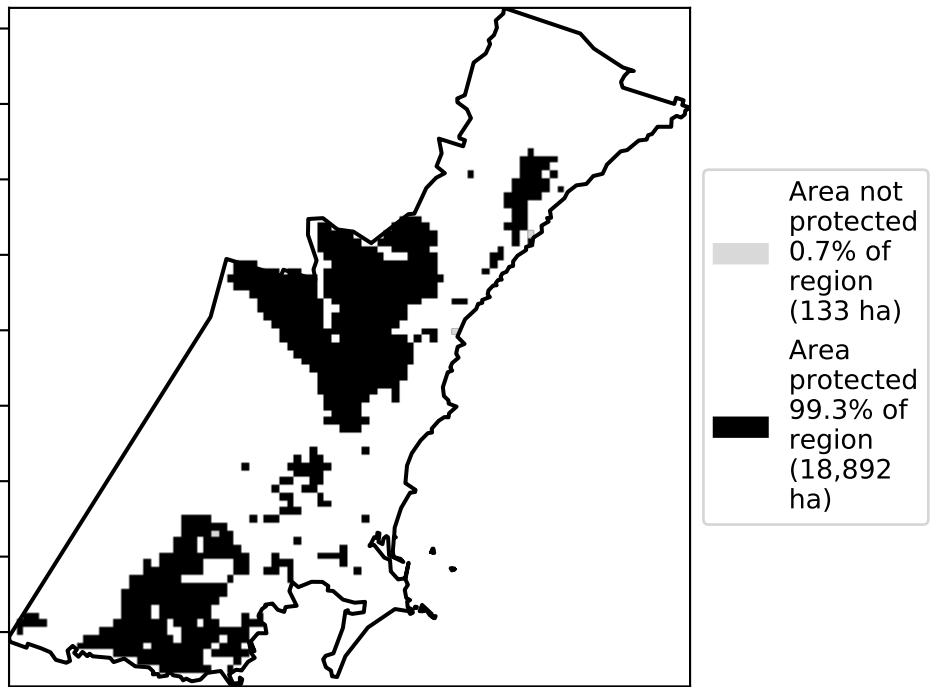 Area not
protected
0.7% of
region
(133 ha)
Area
protected
99.3% of
region
(18,892
ha)